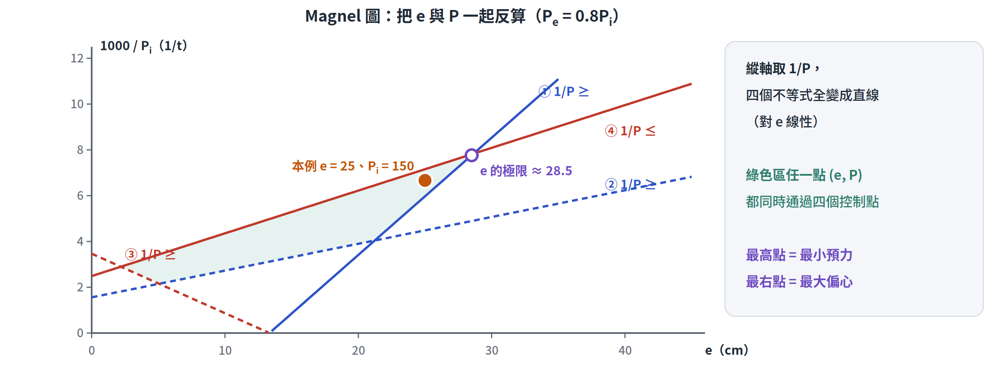 Magnel 圖：把 e 與 P 一起反算（Pₑ = 0.8Pᵢ）
1000 / Pᵢ（1/t）
12
10
8
6
4
2
0
0
10
20
30
40
e（cm）
① 1/P ≥
④ 1/P ≤
本例 e = 25、Pᵢ = 150
e 的極限 ≈ 28.5
② 1/P ≥
③ 1/P ≥
縱軸取 1/P，
四個不等式全變成直線
（對 e 線性）
綠色區任一點 (e, P)
都同時通過四個控制點
最高點 = 最小預力
最右點 = 最大偏心